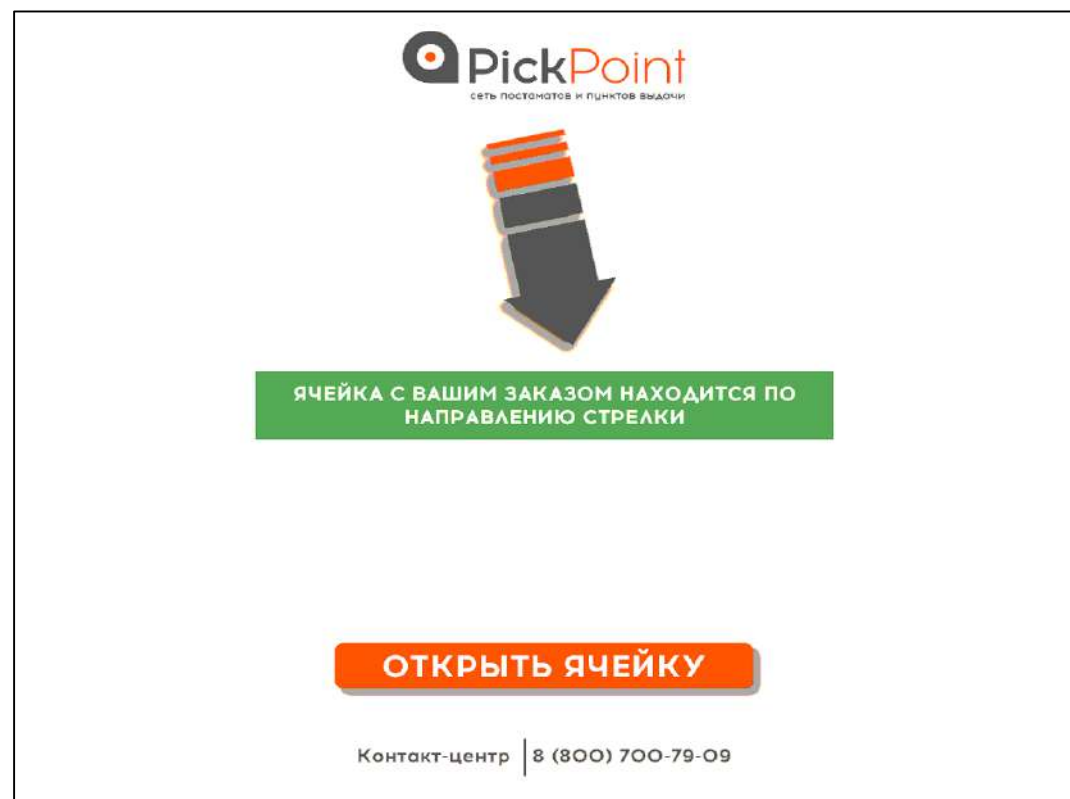 PickPoint
сеть постаматов и пунктов выдачи
ЯЧЕЙКА С ВАШИМ ЗАКАЗОМ НАХОДИТСЯ ПО
НАПРАВЛЕНИЮ СТРЕЛКИ
ОТКРЫТЬ ЯЧЕЙКУ
Контакт-центр 8 (800) 700-79-09